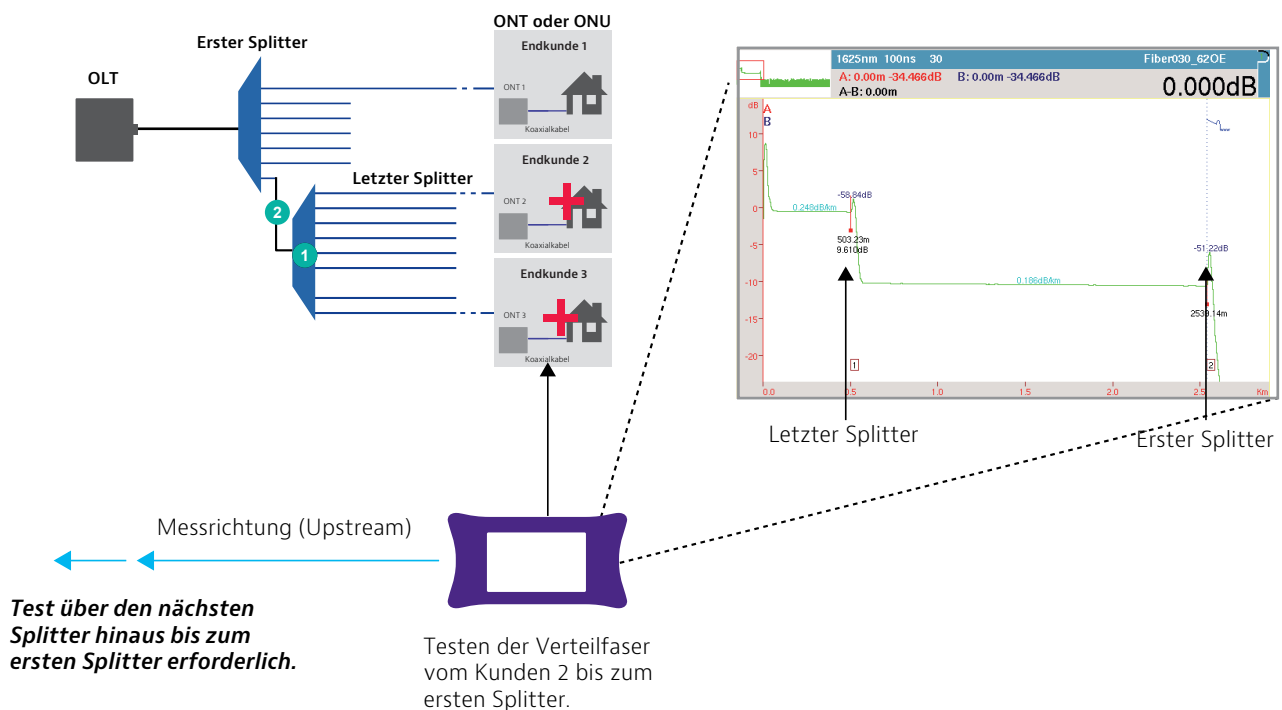 ONT oder ONU
Erster Splitter
OLT
Endkunde 1
ONT 1
Koaxialkabel
Letzter Splitter
Endkunde 2
ONT 2
Koaxialkabel
2
1
Endkunde 3
ONT 3
Koaxialkabel
1625nm 100ns 30 Fiber030_62OE
A: 0.00m -34.466dB B: 0.00m -34.466dB
A-B: 0.00m
0.000dB
dB
A
B
10
5
0
-5
-10
-15
-20
-58.84dB
0.248dB/km
503.23m
9.610dB
-51.22dB
0.186dB/km
2539.14m
1
2
0.0 0.5 1.0 1.5 2.0 2.5 Km
Letzter Splitter
Erster Splitter
Messrichtung (Upstream)
Test über den nächsten
Splitter hinaus bis zum
ersten Splitter erforderlich.
Testen der Verteilfaser
vom Kunden 2 bis zum
ersten Splitter.